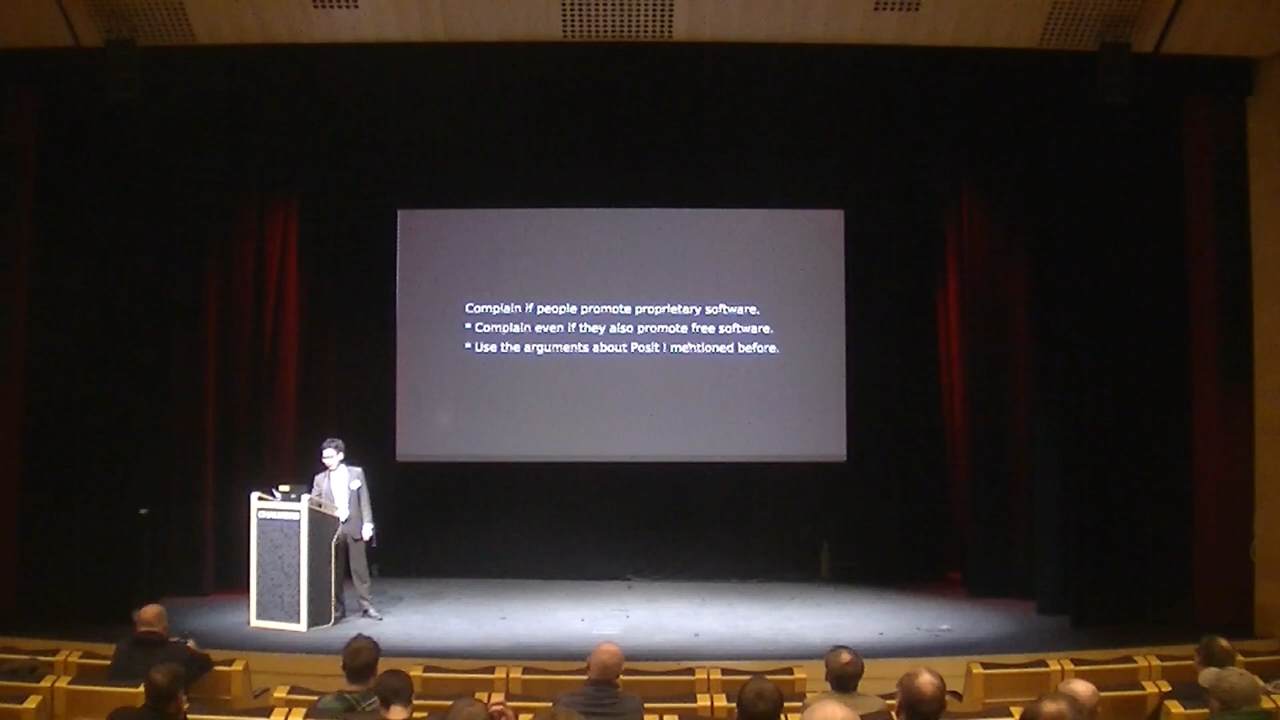 Complain if people promote proprietary software.
* Complain even if they also promote free software.
* Use the arguments about Posit I mentioned before.